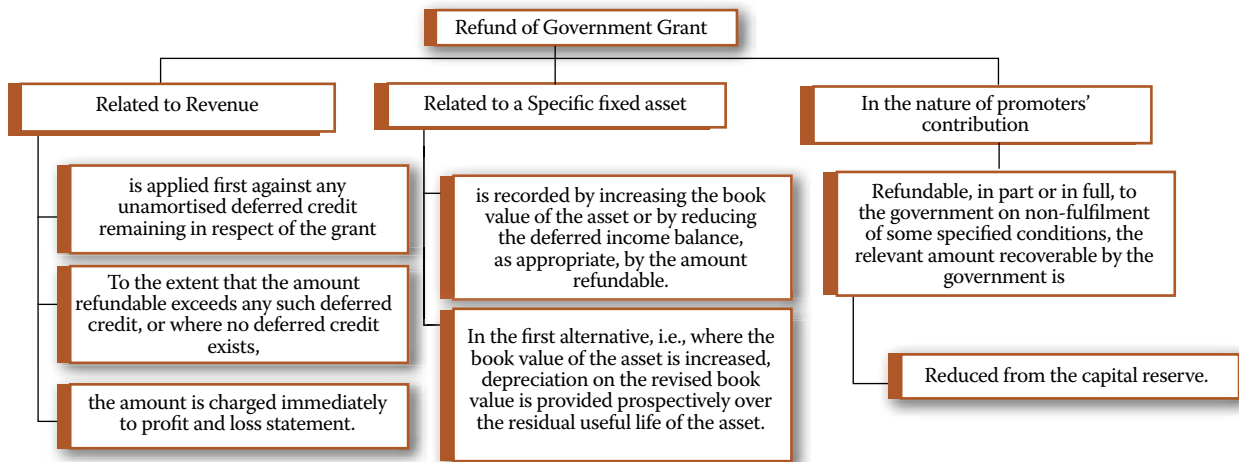 Refund of Government Grant
Related to Revenue
is applied first against any
unamortised deferred credit
remaining in respect of the grant
To the extent that the amount
refundable exceeds any such deferred
credit, or where no deferred credit
exists,
the amount is charged immediately
to profit and loss statement.
Related to a Specific fixed asset
is recorded by increasing the book
value of the asset or by reducing
the deferred income balance,
as appropriate, by the amount
refundable.
In the first alternative, i.e., where the
book value of the asset is increased,
depreciation on the revised book
value is provided prospectively over
the residual useful life of the asset.
In the nature of promoters’
contribution
Refundable, in part or in full, to
the government on non-fulfilment
of some specified conditions, the
relevant amount recoverable by the
government is
Reduced from the capital reserve.